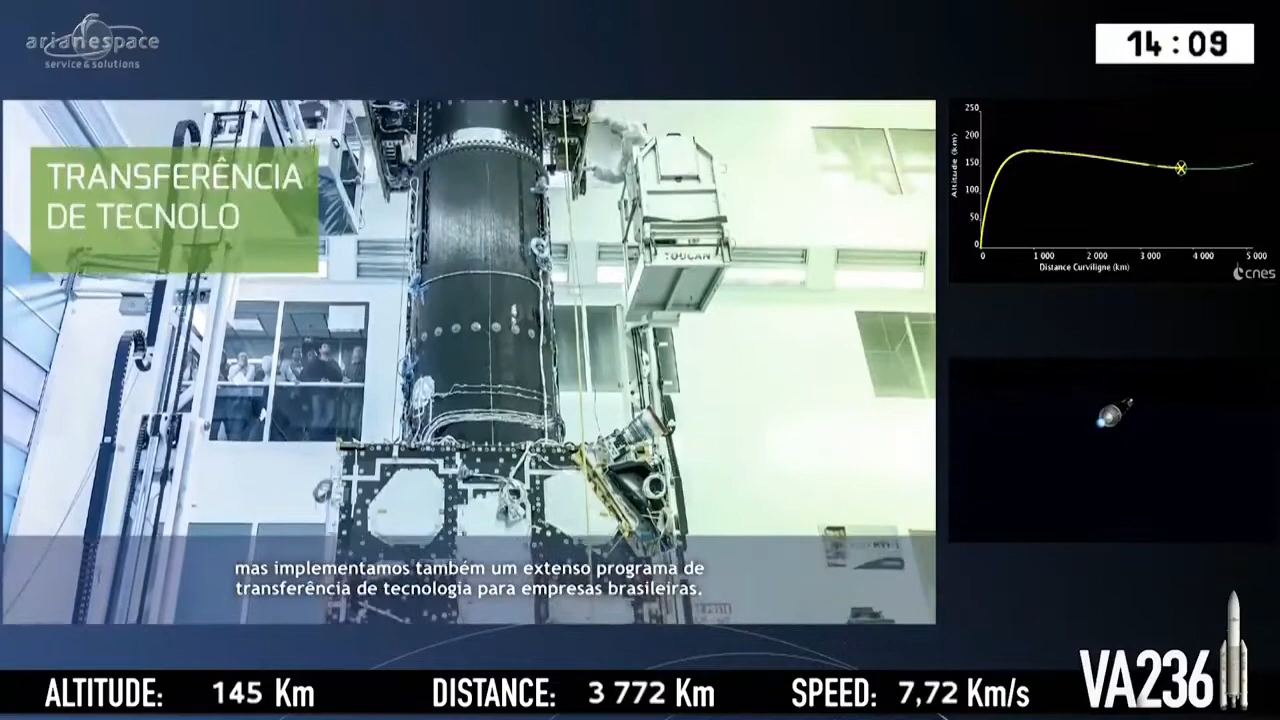 arianespace
service & solutions
14:09
TRANSFERÊNCIA
DE TECNOLO
TOUCAN
mas implementamos também um extenso programa de
transferência de tecnologia para empresas brasileiras.
Altitude (km)
250
200
150
100
50
0
0 1 000 2 000 3 000 4 000 5 000
Distance Curviligne (km)
cnes
ALTITUDE: 145 Km DISTANCE: 3 772 Km SPEED: 7,72 Km/s VA236